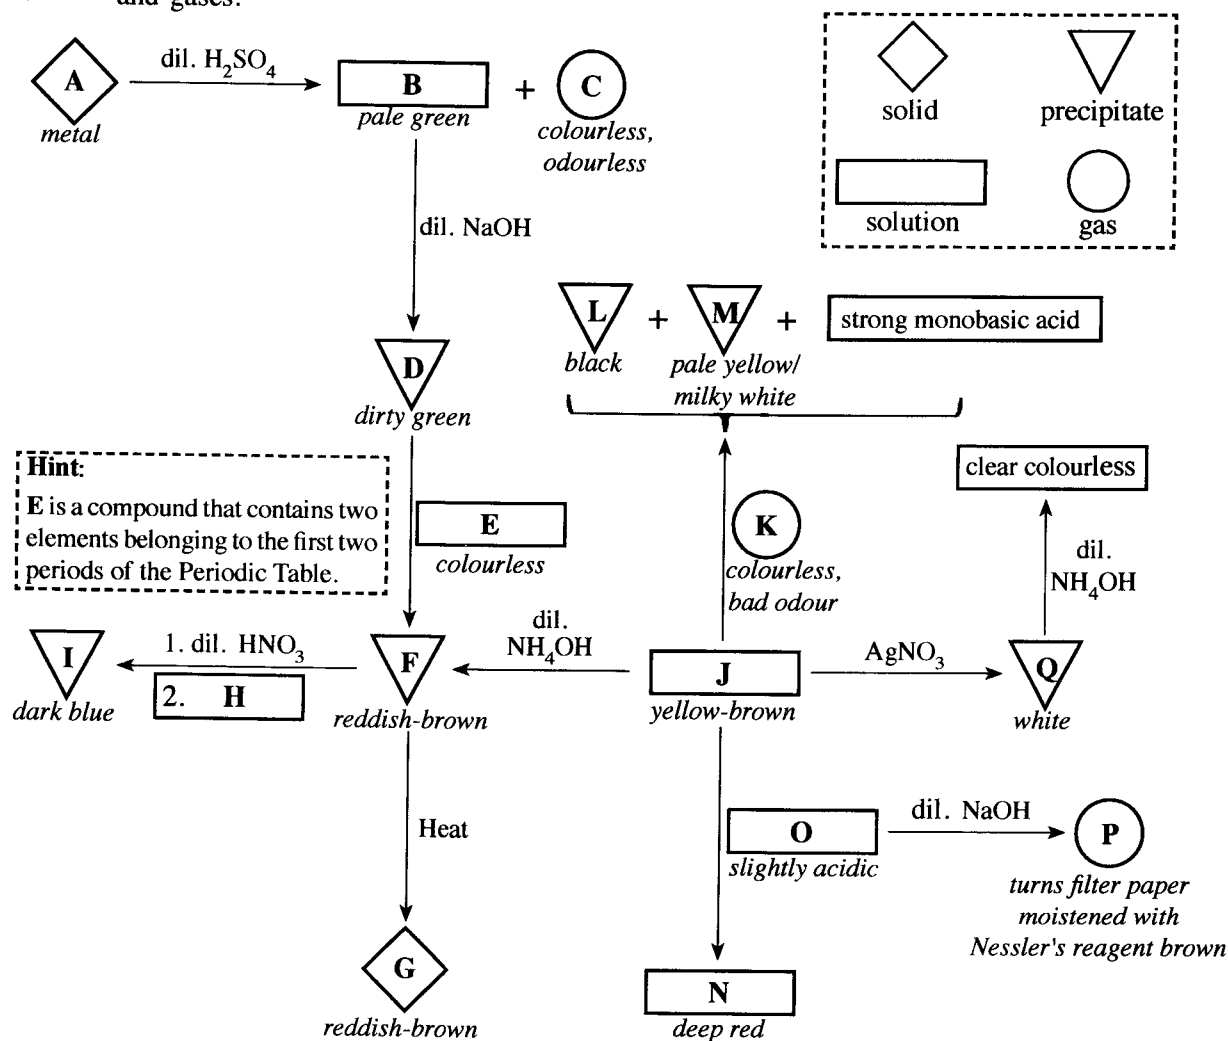 and gases.
A
metal
dil. H₂SO₄
B
pale green
+
C
colourless,
odourless
solid
precipitate
solution
gas
dil. NaOH
D
dirty green
L
black
+
M
pale yellow/
milky white
+
strong monobasic acid
Hint:
E is a compound that contains two
elements belonging to the first two
periods of the Periodic Table.
E
colourless
K
colourless,
bad odour
clear colourless
dil.
NH₄OH
I
dark blue
1. dil. HNO₃
2. H
F
reddish-brown
dil.
NH₄OH
J
yellow-brown
AgNO₃
Q
white
Heat
O
slightly acidic
dil. NaOH
P
turns filter paper
moistened with
Nessler's reagent brown
G
reddish-brown
N
deep red